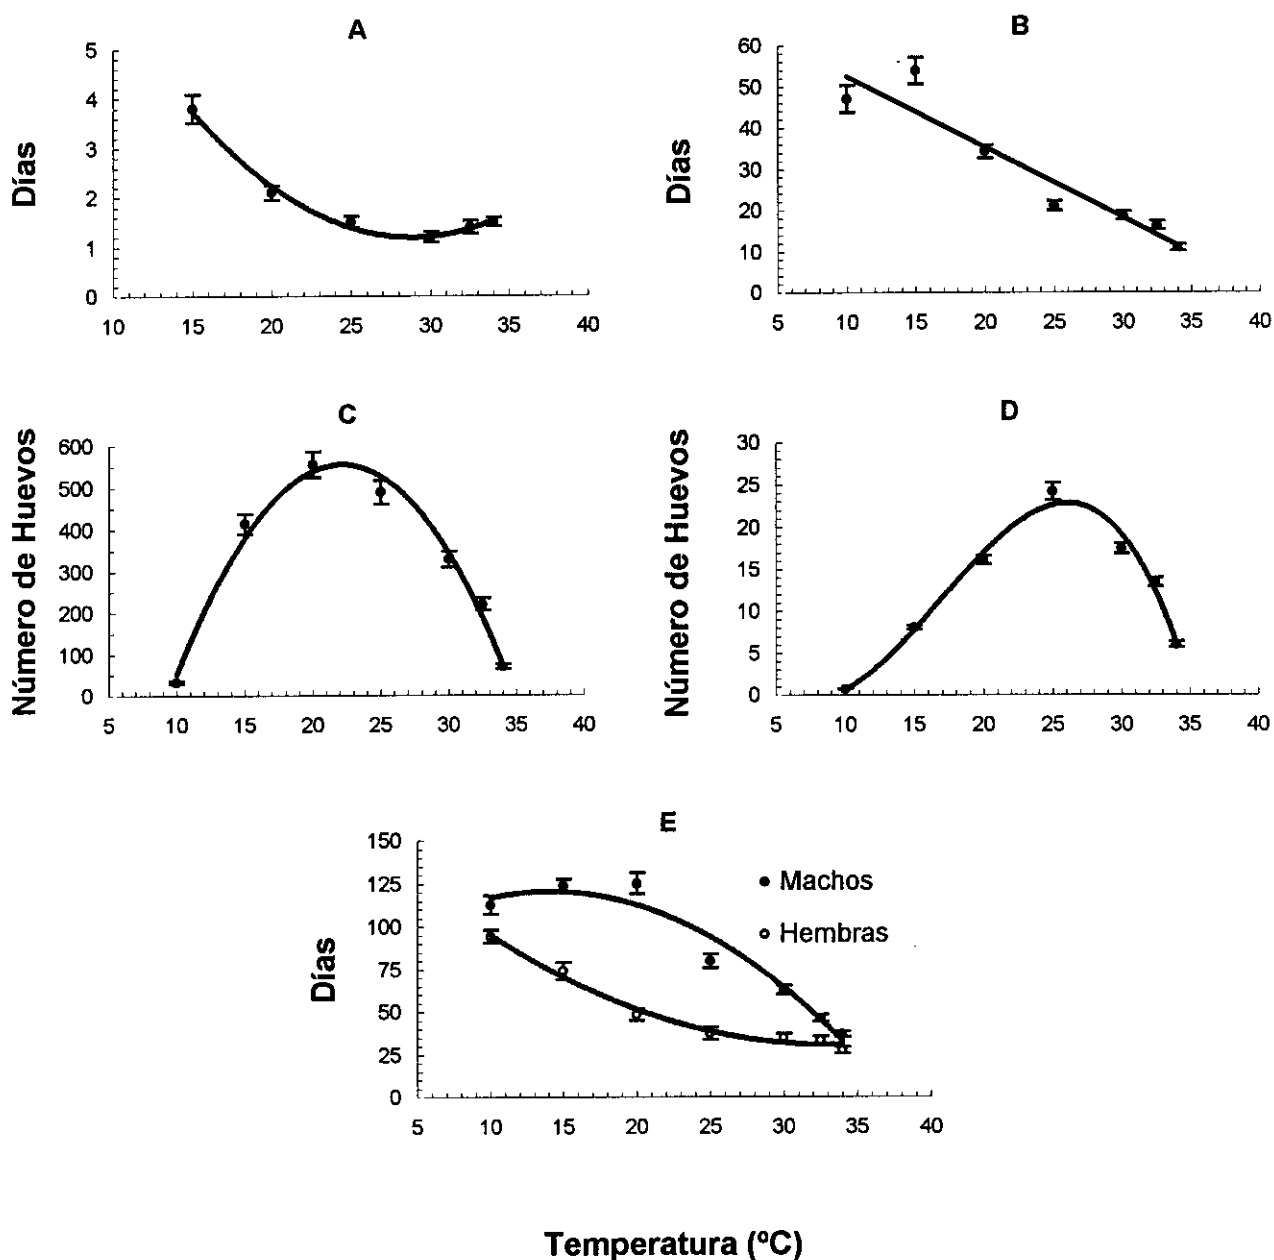 A
Días
5
4
3
2
1
0
10 15 20 25 30 35 40
B
Días
60
50
40
30
20
10
0
5 10 15 20 25 30 35 40
C
Número de Huevos
600
500
400
300
200
100
0
5 10 15 20 25 30 35 40
D
Número de Huevos
30
25
20
15
10
5
0
5 10 15 20 25 30 35 40
E
Días
150
125
100
75
50
25
0
Machos
Hembras
5 10 15 20 25 30 35 40
Temperatura (ºC)